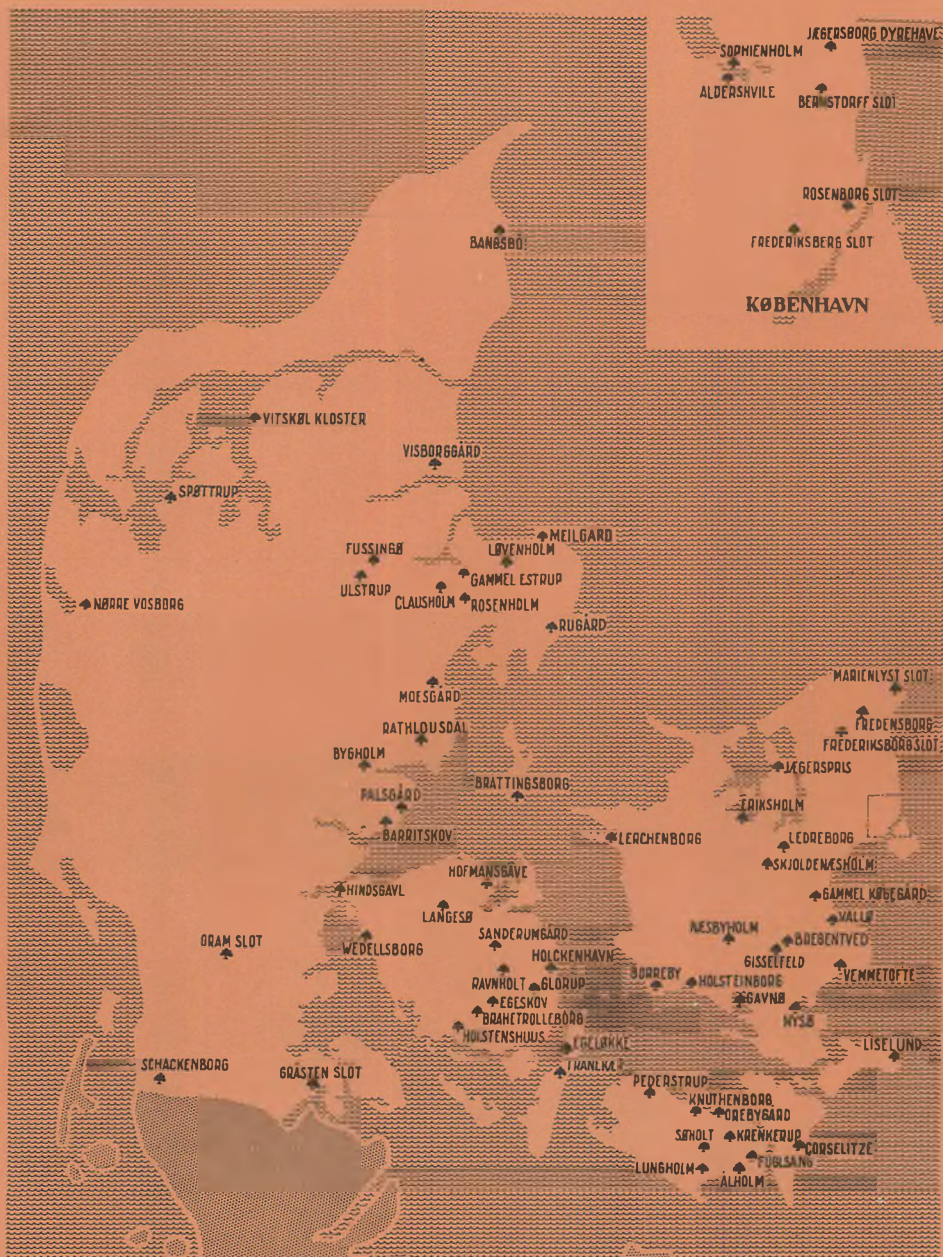 JÆGERSBORG DYREHAVE
SOPHIENHOLM
ALDERSHVILE
BERNSTORFF SLOT
ROSENBORG SLOT
FREDERIKSBERG SLOT
KØBENHAVN
BANGSBO
VITSKØL KLOSTER
VISBORGGÅRD
SPØTTRUP
MEILGÅRD
FUSSINGØ
LØVENHOLM
ULSTRUP
GAMMEL ESTRUP
CLAUSHOLM
ROSENHOLM
NØRRE VOSBORG
RUGÅRD
MOESGÅRD
MARIENLYST SLOT
RATHLOUSDAL
FREDENSBORG
FREDERIKSBORG SLOT
BYGHOLM
JÆGERSPRIS
BRATTINGSBORG
PALSGÅRD
ERIKSHOLM
BARRITSKOV
LERCHENBORG
LEDREBORG
SKJOLDENÆSHOLM
HOFMANSGAVE
HINDSGAVL
GAMMEL KØGEGÅRD
LANGESØ
VALLØ
SANDERUMGÅRD
NÆSBYHOLM
BREGENTVED
WEDELLSBORG
GRAM SLOT
GISSELFELD
HOLCKENHAVN
VEMMETOFTE
RAVNHOLT
GLORUP
BORREBY
HOLSTEINBORG
EGESKOV
GAVNØ
BRAHETROLLEBORG
NYSØ
HOLSTENSHUUS
EGELØKKE
LISELUND
SCHACKENBORG
GRÅSTEN SLOT
TRANEKÆR
PEDERSTRUP
KNUTHENBORG
OREBYGÅRD
SØHOLT
KRENKERUP
CORSELITZE
FUGLSANG
LUNGHOLM
ÅLHOLM